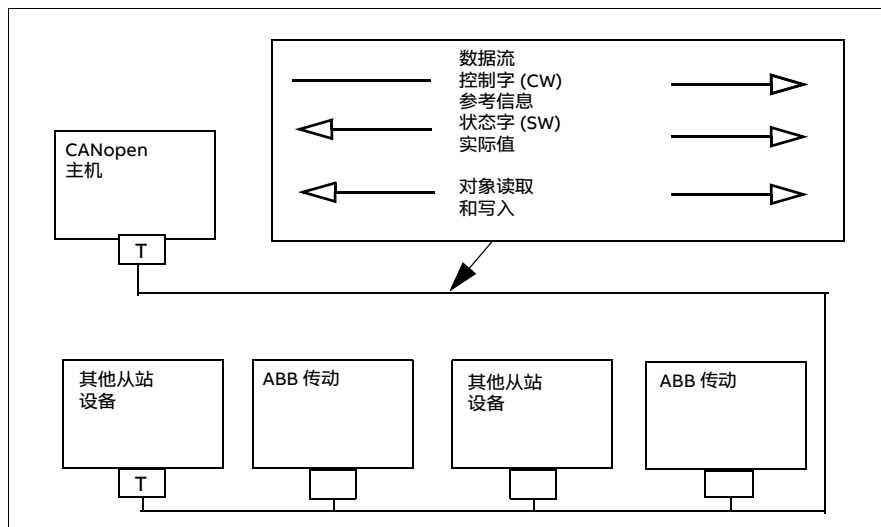 数据流
控制字 (CW)
参考信息
状态字 (SW)
实际值
对象读取
和写入
CANopen
主机
T
其他从站
设备
ABB 传动
其他从站
设备
ABB 传动
T